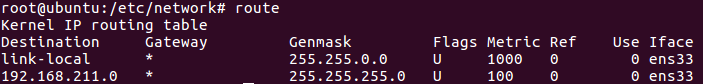 root@ubuntu:/etc/network# route
Kernel IP routing table
Destination     Gateway         Genmask         Flags Metric Ref    Use Iface
link-local      *               255.255.0.0     U     1000   0        0 ens33
192.168.211.0   *               255.255.255.0   U     100    0        0 ens33